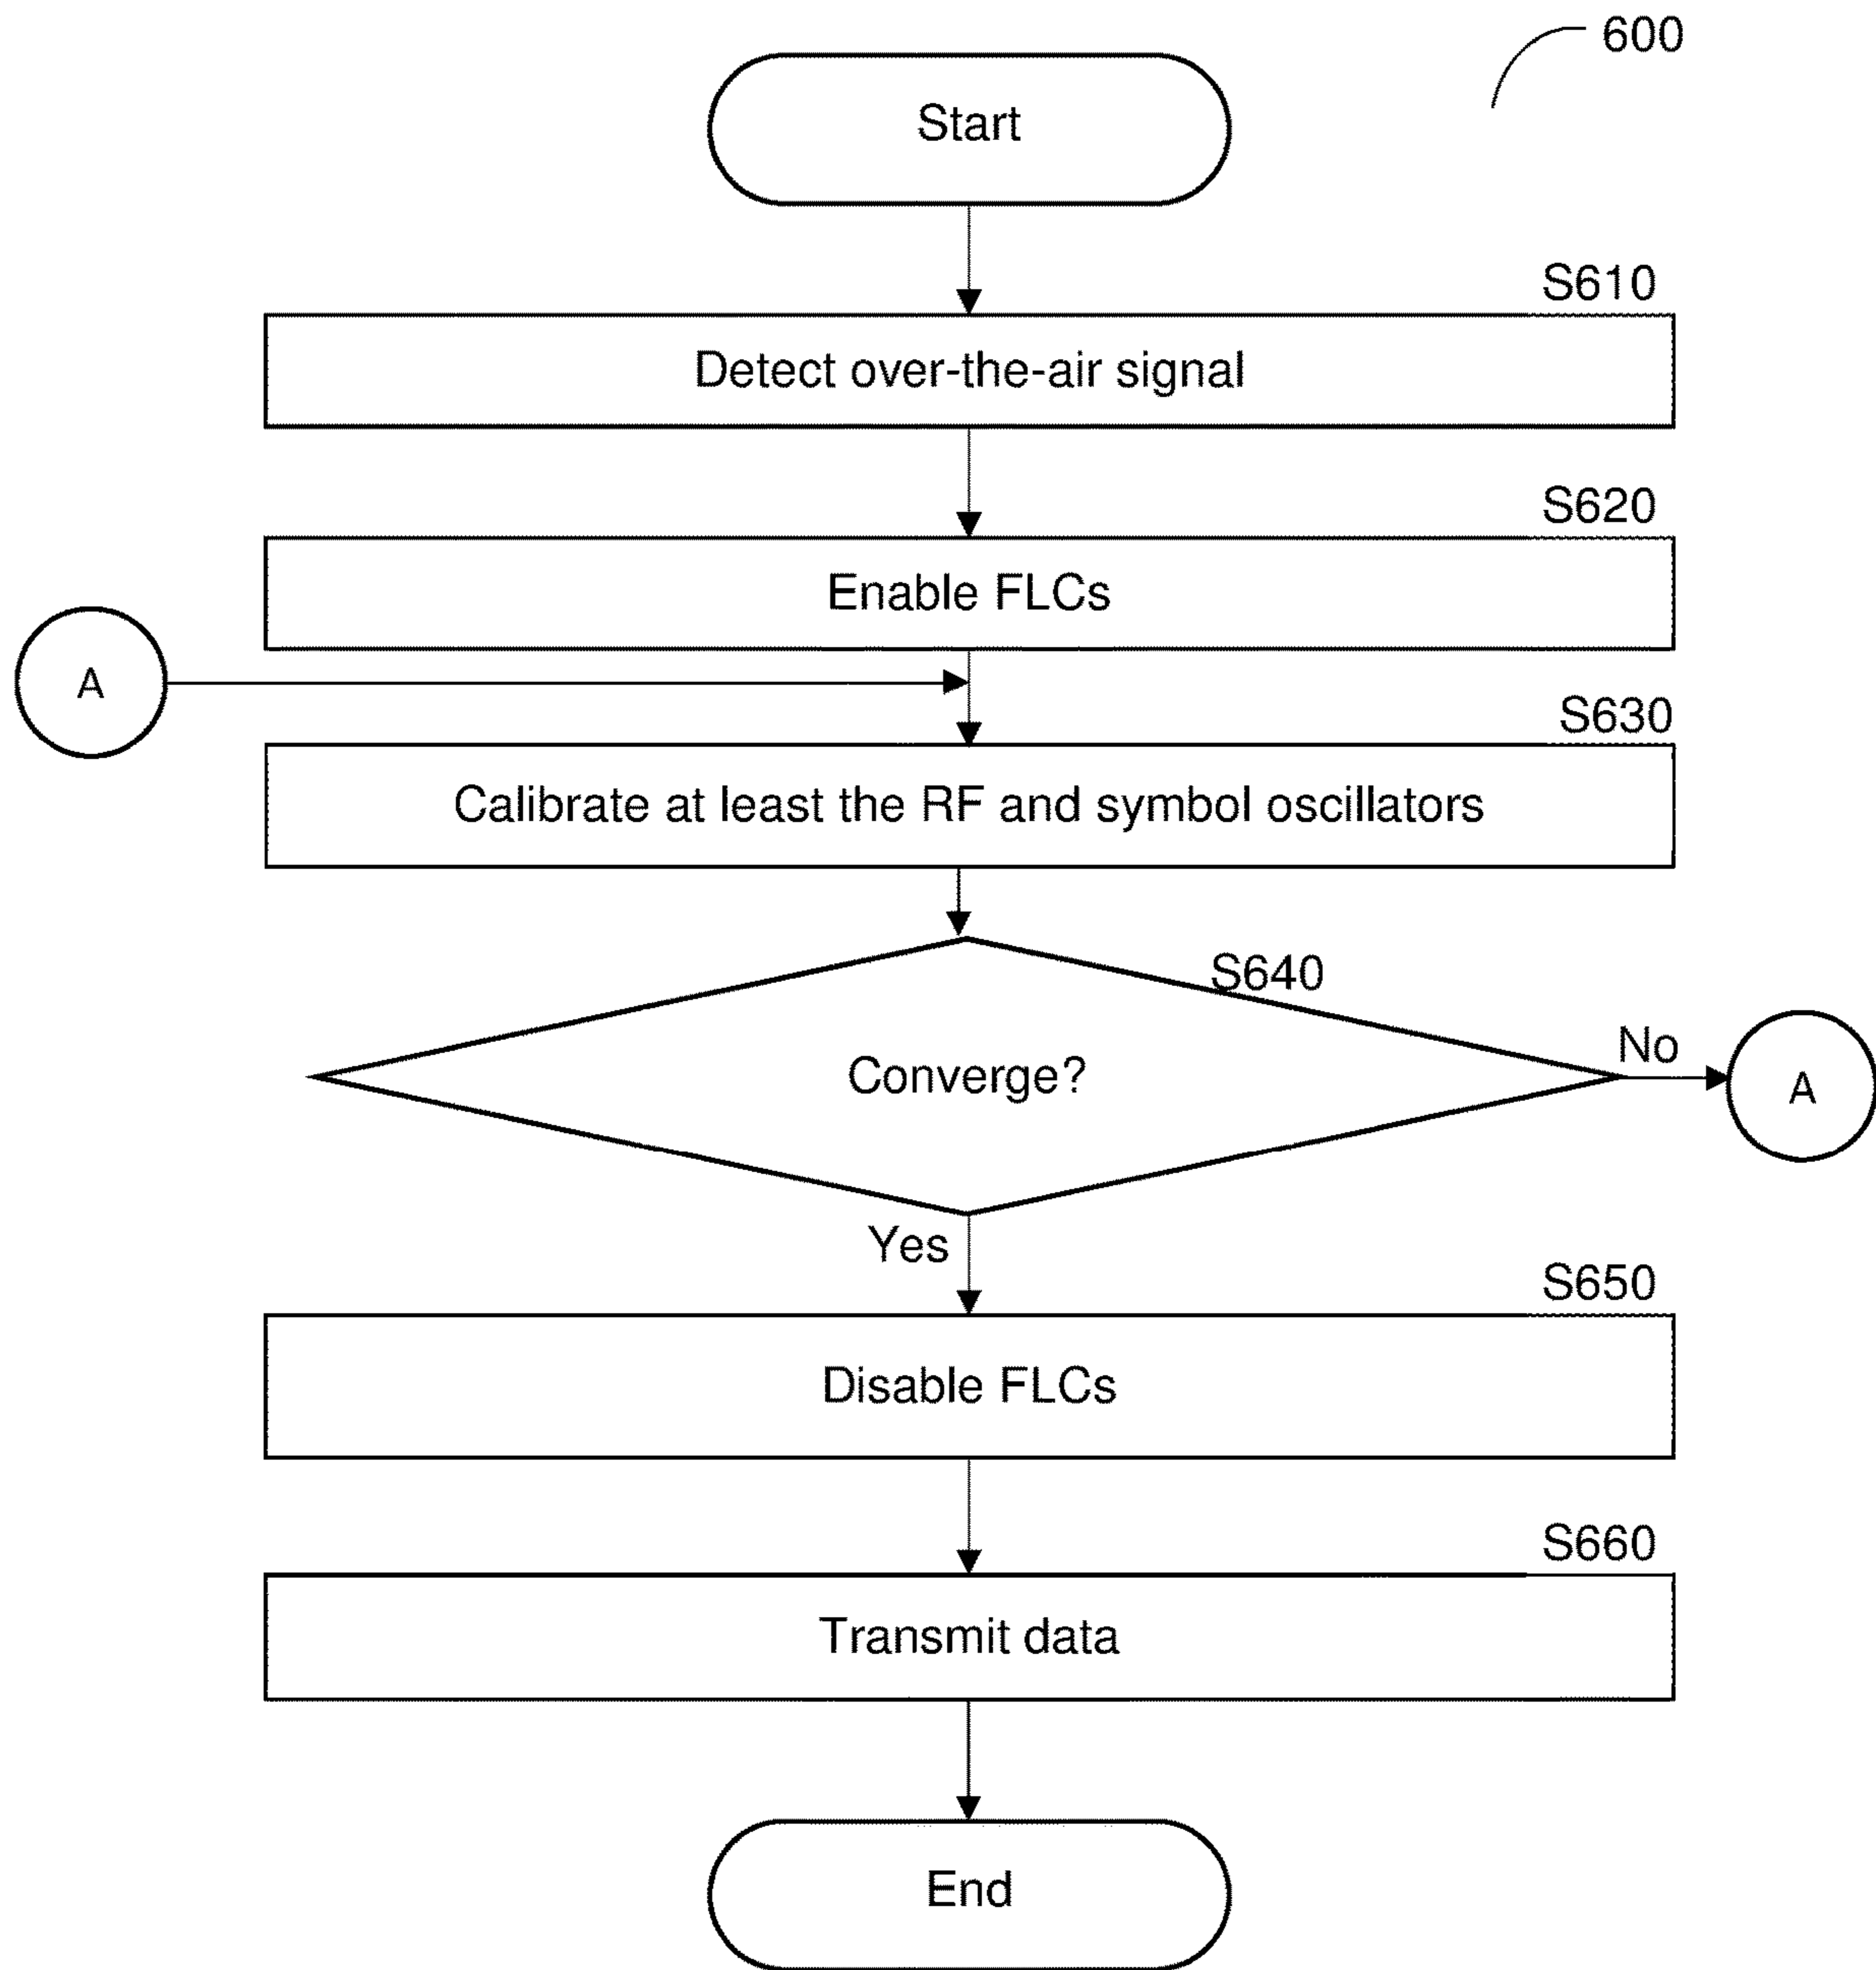 600
Start
S610
Detect over-the-air signal
S620
Enable FLCs
A
S630
Calibrate at least the RF and symbol oscillators
S640
Converge?
No
A
Yes
S650
Disable FLCs
S660
Transmit data
End